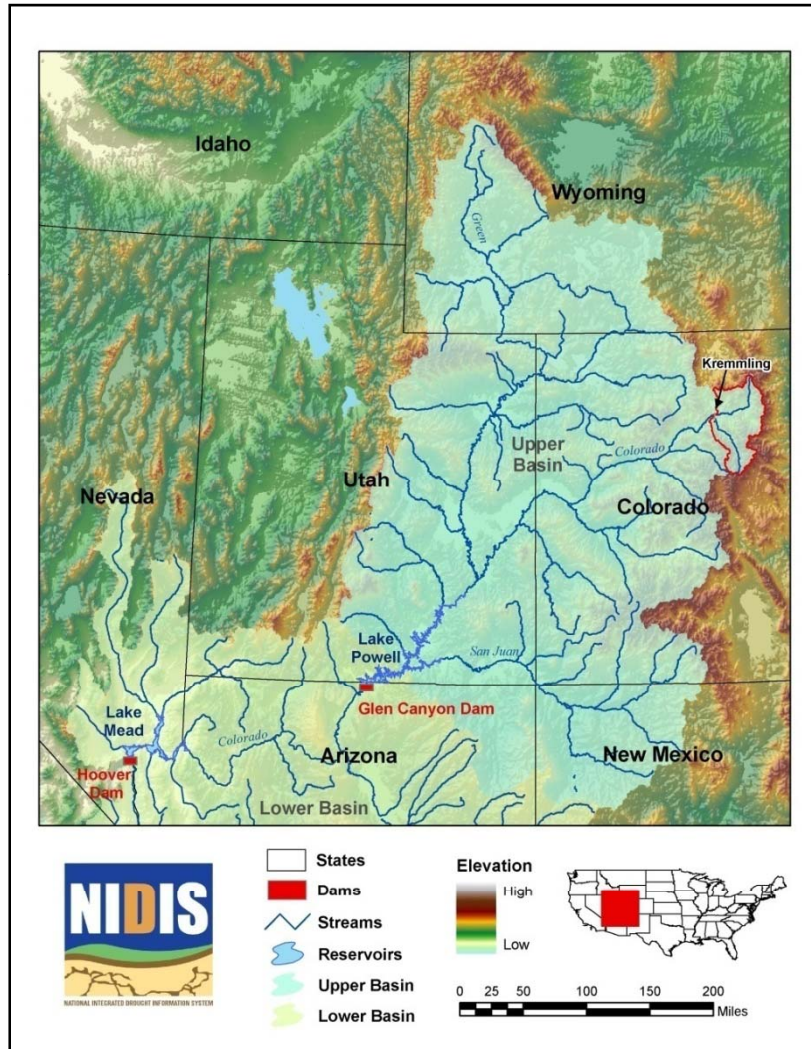 Idaho
Wyoming
Green
Kremmling
Upper
Basin
Colorado
Utah
Nevada
Colorado
Lake
Powell
San Juan
Glen Canyon Dam
Lake
Mead
Colorado
Arizona
New Mexico
Hoover
Dam
Lower Basin
NIDIS
NATIONAL INTEGRATED DROUGHT INFORMATION SYSTEM
States
Dams
Streams
Reservoirs
Upper Basin
Lower Basin
Elevation
High
Low
0 25 50 100 150 200
Miles